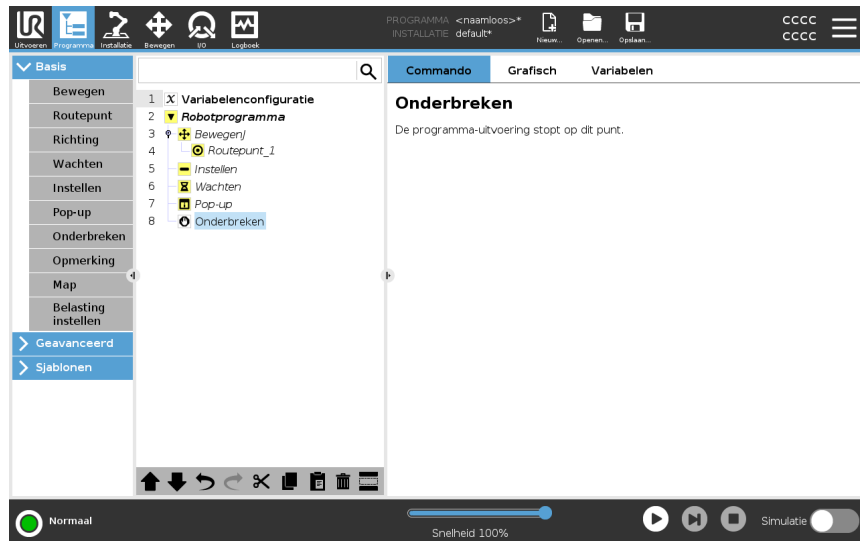 PROGRAMMA <naamloos>*
INSTALLATIE default*
UR
Uitvoeren Programma Installatie Bewegen I/O Logboek
Nieuw... Openen... Opslaan...
cccc
cccc
Basis
Bewegen
Routepunt
Richting
Wachten
Instellen
Pop-up
Onderbreken
Opmerking
Map
Belasting
instellen
Geavanceerd
Sjablonen
1 X Variabelenconfiguratie
2 Robotprogramma
3 BewegenJ
4 Routepunt_1
5 Instellen
6 Wachten
7 Pop-up
8 Onderbreken
Commando Grafisch Variabelen
Onderbreken
De programma-uitvoering stopt op dit punt.
Normaal
Snelheid 100%
Simulatie